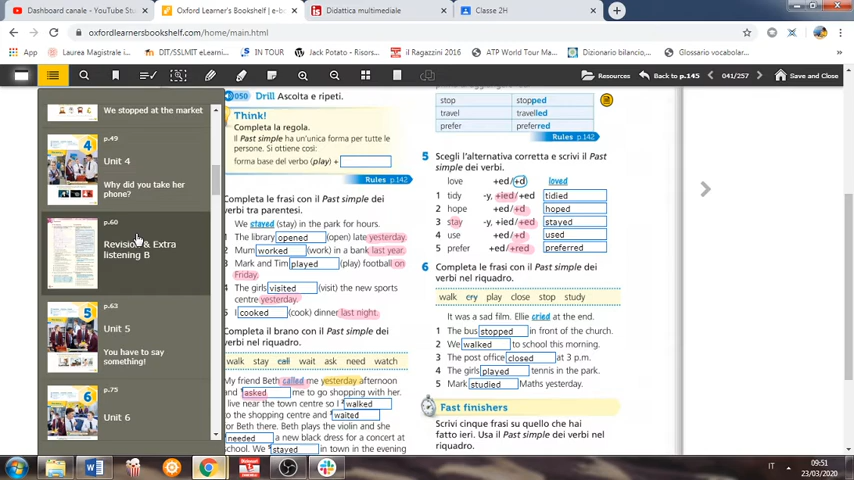 Dashboard canale - YouTube Stu
Oxford Learner's Bookshelf | e-bo
Didattica multimediale
Classe 2H
oxfordlearnersbookshelf.com/home/main.html
App
Laurea Magistrale i...
DIT/SSLMIT eLearni...
IN TOUR
Jack Potato - Risors...
il Ragazzini 2016
ATP World Tour - O...
Dizionario bilancio,...
Glossario vocabolar...
Resources
Back to p.145
041/257
Save and Close
We stopped at the market
p.49
Unit 4
Why did you take her
phone?
p.60
Revision & Extra
listening B
p.63
Unit 5
You have to say
something!
p.75
Unit 6
050 Drill Ascolta e ripeti.
Think!
Completa la regola.
Il Past simple ha un'unica forma per tutte le
persone. Si costruisce così:
forma base del verbo (play) +
Rules p.142
Completa le frasi con il Past simple dei
verbi tra parentesi.
We stayed (stay) in the park for hours.
The library opened (open) late yesterday.
Mum worked (work) in a bank last year.
Mark and Tim played (play) football on
Friday.
The girls visited (visit) the new sports
centre yesterday.
I cooked (cook) dinner last night.
Completa il brano con il Past simple dei
verbi nel riquadro.
walk stay call wait ask need watch
My friend Beth called me yesterday afternoon
and asked me to go shopping with her.
I live near the town centre so I walked
to the shopping centre and waited
for Beth there. Beth plays the violin and she
needed a new black dress for a concert at
school. We stayed in town in the evening
stop stopped
travel travelled
prefer preferred
Rules p.142
5 Scegli l'alternativa corretta e scrivi il Past
simple dei verbi.
love +ed/+d loved
1 tidy -y, +ied/+ed tidied
2 hope +ed/+d hoped
3 stay -y, +ied/+ed stayed
4 use +ed/+d used
5 prefer +ed/+red preferred
6 Completa le frasi con il Past simple dei
verbi nel riquadro.
walk cry play close stop study
It was a sad film. Ellie cried at the end.
1 The bus stopped in front of the church.
2 We walked to school this morning.
3 The post office closed at 3 p.m.
4 The girls played tennis in the park.
5 Mark studied Maths yesterday.
Fast finishers
Scrivi cinque frasi su quello che hai
fatto ieri. Usa il Past simple dei verbi nel
riquadro.
IT
09:51
23/03/2020